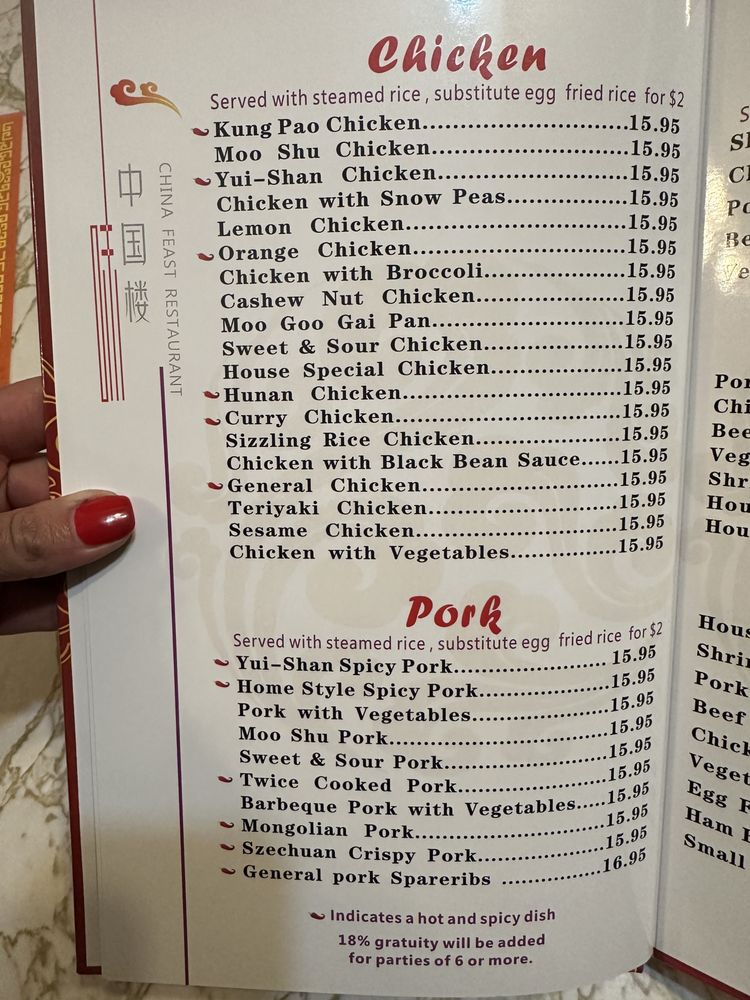 中国楼
CHINA FEAST RESTAURANT
Chicken
Served with steamed rice , substitute egg fried rice for $2
Kung Pao Chicken............................15.95
Moo Shu Chicken...........................15.95
Yui-Shan Chicken..........................15.95
Chicken with Snow Peas....................15.95
Lemon Chicken..............................15.95
Orange Chicken.............................15.95
Chicken with Broccoli....................15.95
Cashew Nut Chicken.....................15.95
Moo Goo Gai Pan...........................15.95
Sweet & Sour Chicken....................15.95
House Special Chicken...................15.95
Hunan Chicken..............................15.95
Curry Chicken...............................15.95
Sizzling Rice Chicken....................15.95
Chicken with Black Bean Sauce......15.95
General Chicken...........................15.95
Teriyaki Chicken..........................15.95
Sesame Chicken............................15.95
Chicken with Vegetables................15.95
Pork
Served with steamed rice , substitute egg fried rice for $2
Yui-Shan Spicy Pork..................... 15.95
Home Style Spicy Pork..................15.95
Pork with Vegetables...................15.95
Moo Shu Pork..............................15.95
Sweet & Sour Pork......................15.95
Twice Cooked Pork.....................15.95
Barbeque Pork with Vegetables.....15.95
Mongolian Pork...........................15.95
Szechuan Crispy Pork..................15.95
General pork Spareribs ..............16.95
Indicates a hot and spicy dish
18% gratuity will be added
for parties of 6 or more.
Hous
Shri
Pork
Beef
Chick
Veget
Egg F
Ham
Small